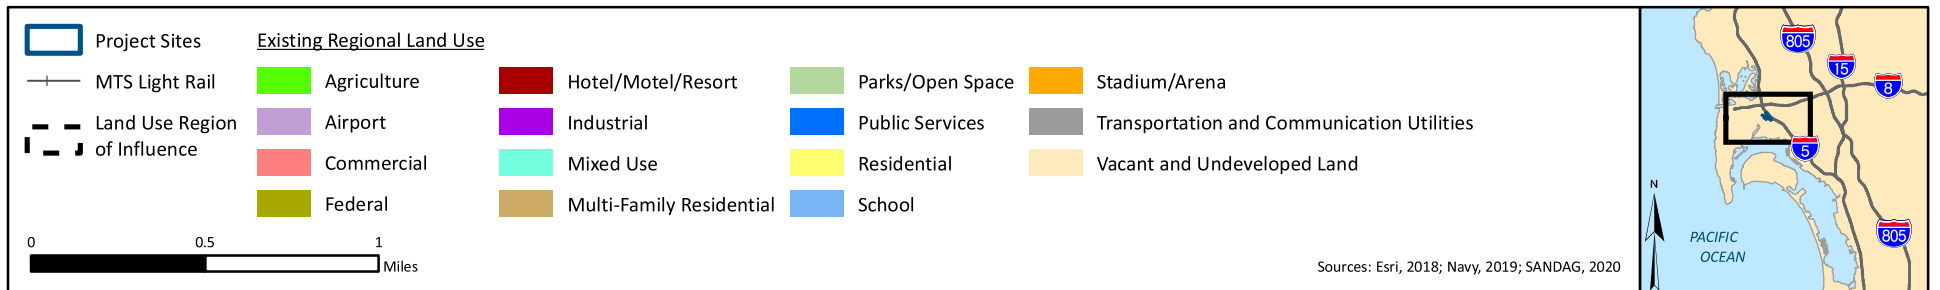 Project Sites
MTS Light Rail
Land Use Region
of Influence
Existing Regional Land Use
Agriculture
Airport
Commercial
Federal
Hotel/Motel/Resort
Industrial
Mixed Use
Multi-Family Residential
Parks/Open Space
Public Services
Residential
School
Stadium/Arena
Transportation and Communication Utilities
Vacant and Undeveloped Land
0 0.5 1
Miles
Sources: Esri, 2018; Navy, 2019; SANDAG, 2020
805
15
8
5
N
PACIFIC
OCEAN
805